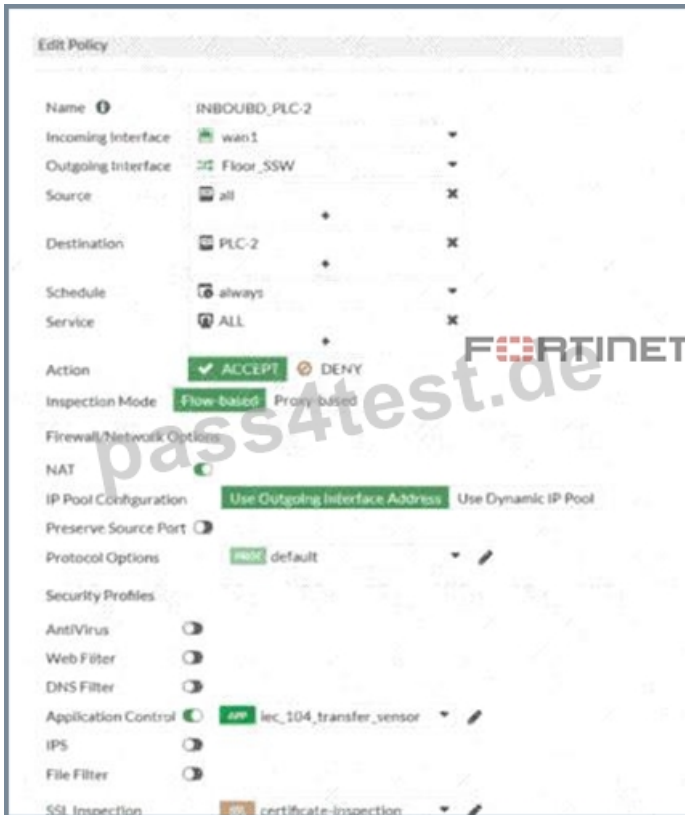 Edit Policy
Name INBOUBD_PLC-2
Incoming Interface wan1
Outgoing Interface Floor_SSW
Source all
Destination PLC-2
Schedule always
Service ALL
FORTINET
Action ACCEPT DENY
Inspection Mode Flow-based Proxy-based
pass4test.de
Firewall/Network Options
NAT
IP Pool Configuration Use Outgoing Interface Address Use Dynamic IP Pool
Preserve Source Port
Protocol Options default
Security Profiles
AntiVirus
Web Filter
DNS Filter
Application Control APP iec_104_transfer_sensor
IPS
File Filter
SSL Inspection certificate-inspection